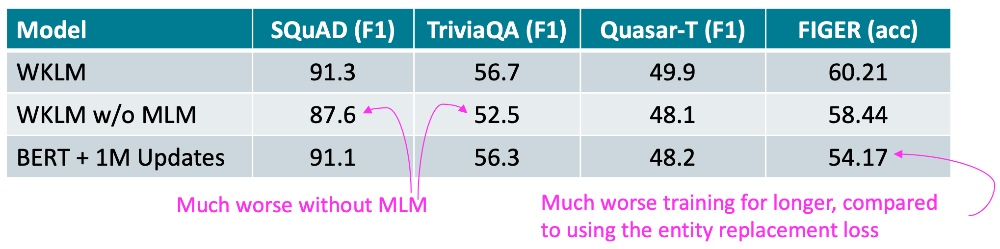 Model SQuAD (F1) TriviaQA (F1) Quasar-T (F1) FIGER (acc)
WKLM 91.3 56.7 49.9 60.21
WKLM w/o MLM 87.6 52.5 48.1 58.44
BERT + 1M Updates 91.1 56.3 48.2 54.17
Much worse without MLM
Much worse training for longer, compared
to using the entity replacement loss